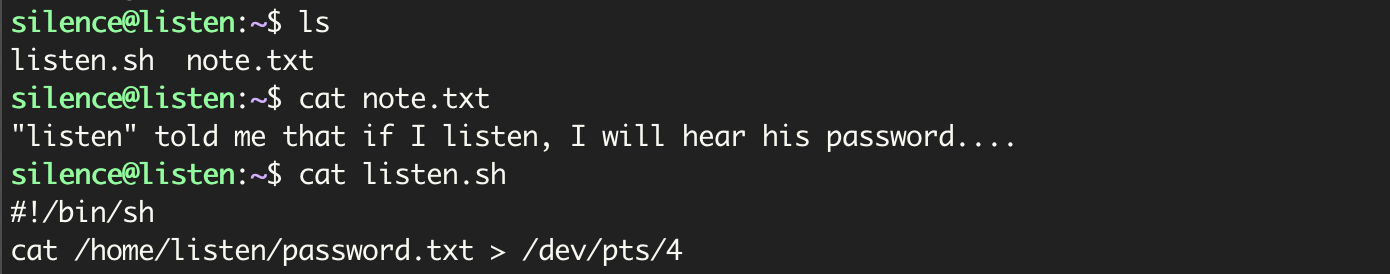 silence@listen:~$ ls
listen.sh  note.txt
silence@listen:~$ cat note.txt
"listen" told me that if I listen, I will hear his password....
silence@listen:~$ cat listen.sh
#!/bin/sh
cat /home/listen/password.txt > /dev/pts/4